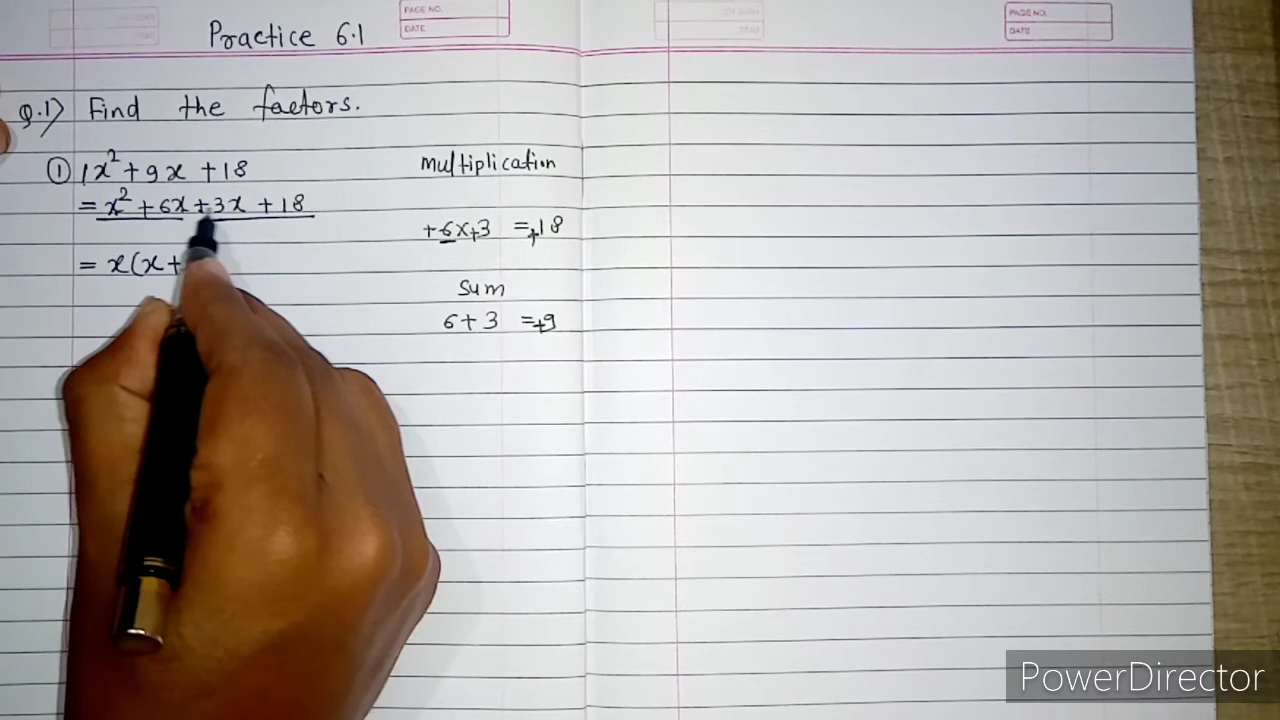 PAGE NO.
DATE
PAGE NO.
DATE
Practice 6.1
Q.1) Find the factors.
① 1x² + 9x + 18
= x² + 6x + 3x + 18
= x(x +
Multiplication
+6x+3 = +18
Sum
6+3 = +9
PowerDirector